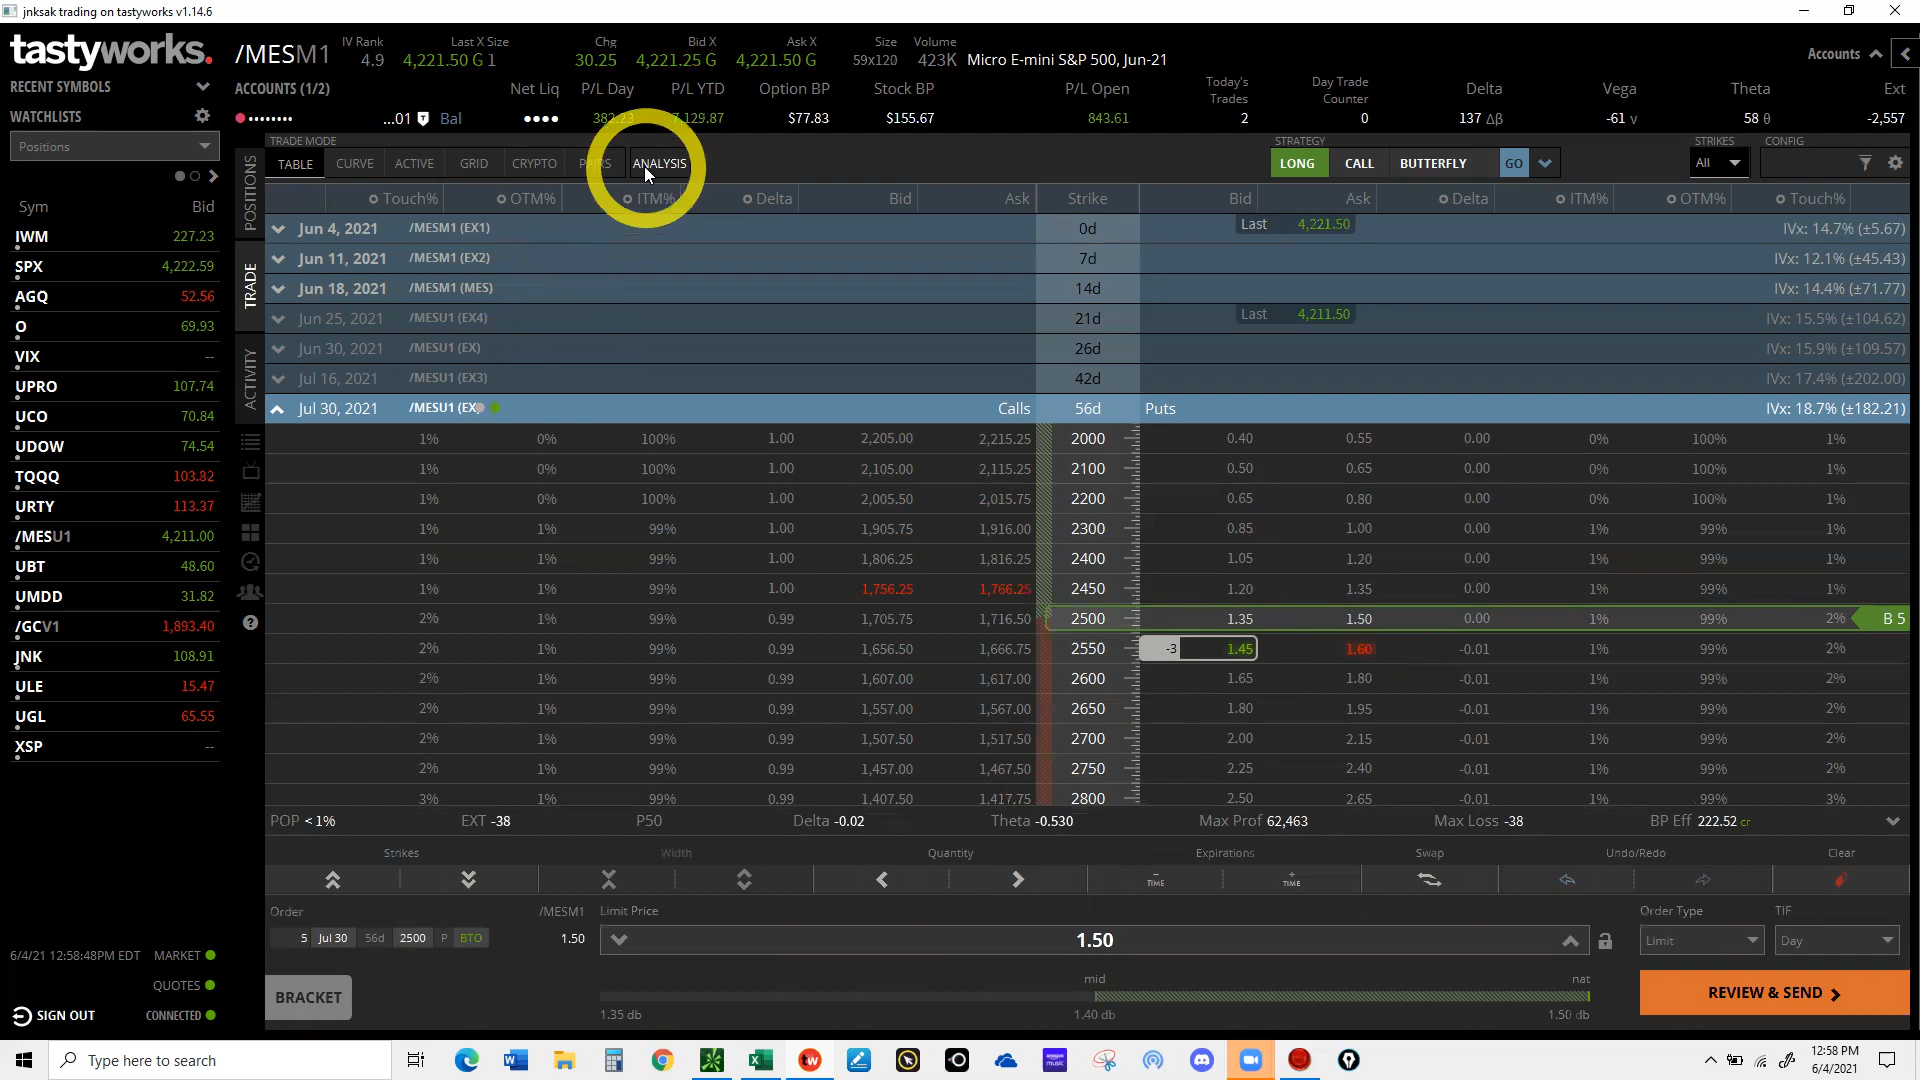 jnksak trading on tastyworks v1.14.6
tastyworks.
/MESM1
IV Rank 4.9
Last X Size 4,221.50 G 1
Chg 30.25
Bid X 4,221.25 G
Ask X 4,221.50 G
Size 59x120
Volume 423K
Micro E-mini S&P 500, Jun-21
Accounts
RECENT SYMBOLS
ACCOUNTS (1/2) Net Liq P/L Day P/L YTD Option BP Stock BP P/L Open Today's Trades Day Trade Counter Delta Vega Theta Ext
...01 Bal 382.23 7,129.87 $77.83 $155.67 843.61 2 0 137 Δβ -61 v 58 θ -2,557
WATCHLISTS
Positions
Sym Bid
IWM 227.23
SPX 4,222.59
AGQ 52.56
O 69.93
VIX --
UPRO 107.74
UCO 70.84
UDOW 74.54
TQQQ 103.82
URTY 113.37
/MESU1 4,211.00
UBT 48.60
UMDD 31.82
/GCV1 1,893.40
JNK 108.91
ULE 15.47
UGL 65.55
XSP --
6/4/21 12:58:48PM EDT MARKET
QUOTES
SIGN OUT CONNECTED
POSITIONS
TRADE
ACTIVITY
TRADE MODE
TABLE CURVE ACTIVE GRID CRYPTO PAIRS ANALYSIS
STRATEGY
LONG CALL BUTTERFLY GO
STRIKES
All
CONFIG
Touch% OTM% ITM% Delta Bid Ask Strike Bid Ask Delta ITM% OTM% Touch%
Jun 4, 2021 /MESM1 (EX1) 0d Last 4,221.50 IVx: 14.7% (±5.67)
Jun 11, 2021 /MESM1 (EX2) 7d IVx: 12.1% (±45.43)
Jun 18, 2021 /MESM1 (MES) 14d IVx: 14.4% (±71.77)
Jun 25, 2021 /MESU1 (EX4) 21d Last 4,211.50 IVx: 15.5% (±104.62)
Jun 30, 2021 /MESU1 (EX) 26d IVx: 15.9% (±109.57)
Jul 16, 2021 /MESU1 (EX3) 42d IVx: 17.4% (±202.00)
Jul 30, 2021 /MESU1 (EX Calls 56d Puts IVx: 18.7% (±182.21)
1% 0% 100% 1.00 2,205.00 2,215.25 2000 0.40 0.55 0.00 0% 100% 1%
1% 0% 100% 1.00 2,105.00 2,115.25 2100 0.50 0.65 0.00 0% 100% 1%
1% 0% 100% 1.00 2,005.50 2,015.75 2200 0.65 0.80 0.00 0% 100% 1%
1% 1% 99% 1.00 1,905.75 1,916.00 2300 0.85 1.00 0.00 1% 99% 1%
1% 1% 99% 1.00 1,806.25 1,816.25 2400 1.05 1.20 0.00 1% 99% 1%
1% 1% 99% 1.00 1,756.25 1,766.25 2450 1.20 1.35 0.00 1% 99% 1%
2% 1% 99% 0.99 1,705.75 1,716.50 2500 1.35 1.50 0.00 1% 99% 2% B 5
2% 1% 99% 0.99 1,656.50 1,666.75 2550 -3 1.45 1.60 -0.01 1% 99% 2%
2% 1% 99% 0.99 1,607.00 1,617.00 2600 1.65 1.80 -0.01 1% 99% 2%
2% 1% 99% 0.99 1,557.00 1,567.00 2650 1.80 1.95 -0.01 1% 99% 2%
2% 1% 99% 0.99 1,507.50 1,517.50 2700 2.00 2.15 -0.01 1% 99% 2%
2% 1% 99% 0.99 1,457.00 1,467.50 2750 2.25 2.40 -0.01 1% 99% 2%
3% 1% 99% 0.99 1,407.50 1,417.75 2800 2.50 2.65 -0.01 1% 99% 3%
POP < 1% EXT -38 P50 Delta -0.02 Theta -0.530 Max Prof 62,463 Max Loss -38 BP Eff 222.52 cr
Strikes Width Quantity Expirations Swap Undo/Redo Clear
TIME TIME
Order /MESM1 Limit Price Order Type TIF
5 Jul 30 56d 2500 P BTO 1.50 1.50 Limit Day
mid nat
BRACKET
1.35 db 1.40 db 1.50 db
REVIEW & SEND
Type here to search
12:58 PM
6/4/2021